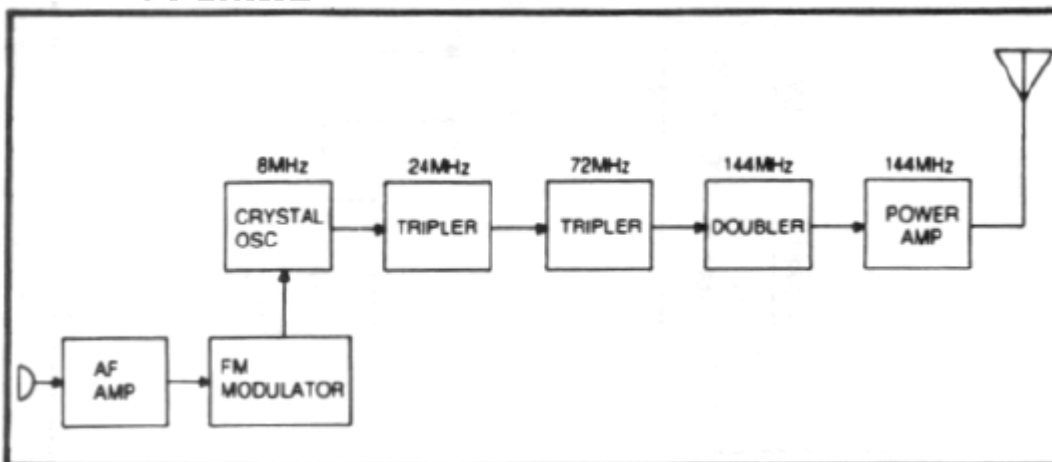 8MHz
24MHz
72MHz
144MHz
144MHz
CRYSTAL
OSC
TRIPLER
TRIPLER
DOUBLER
POWER
AMP
AF
AMP
FM
MODULATOR